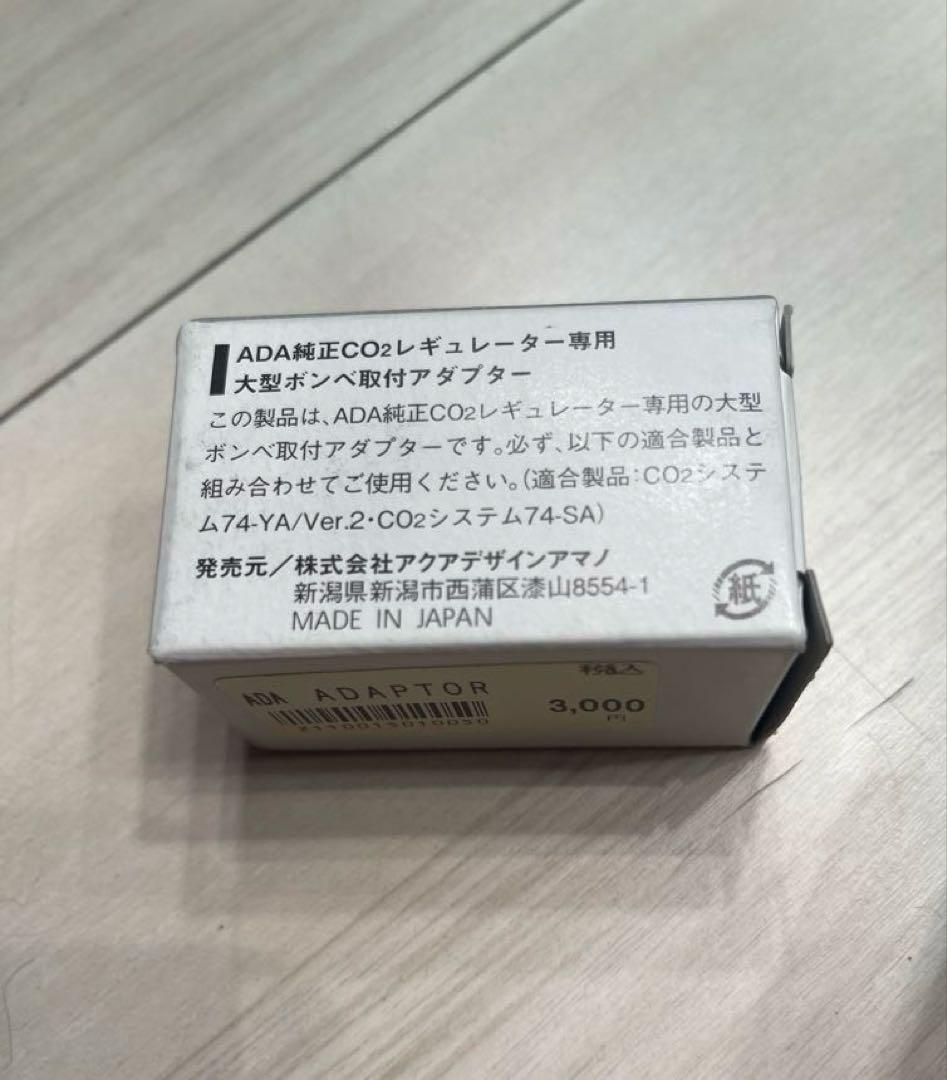 ADA純正CO2レギュレーター専用
大型ボンベ取付アダプター
この製品は、ADA純正CO2レギュレーター専用の大型
ボンベ取付アダプターです。必ず、以下の適合製品と
組み合わせてご使用ください。(適合製品:CO2システ
ム74-YA/Ver.2・CO2システム74-SA)
発売元／株式会社アクアデザインアマノ
新潟県新潟市西蒲区漆山8554-1
MADE IN JAPAN
紙
税込
ADA ADAPTOR
3,000
円